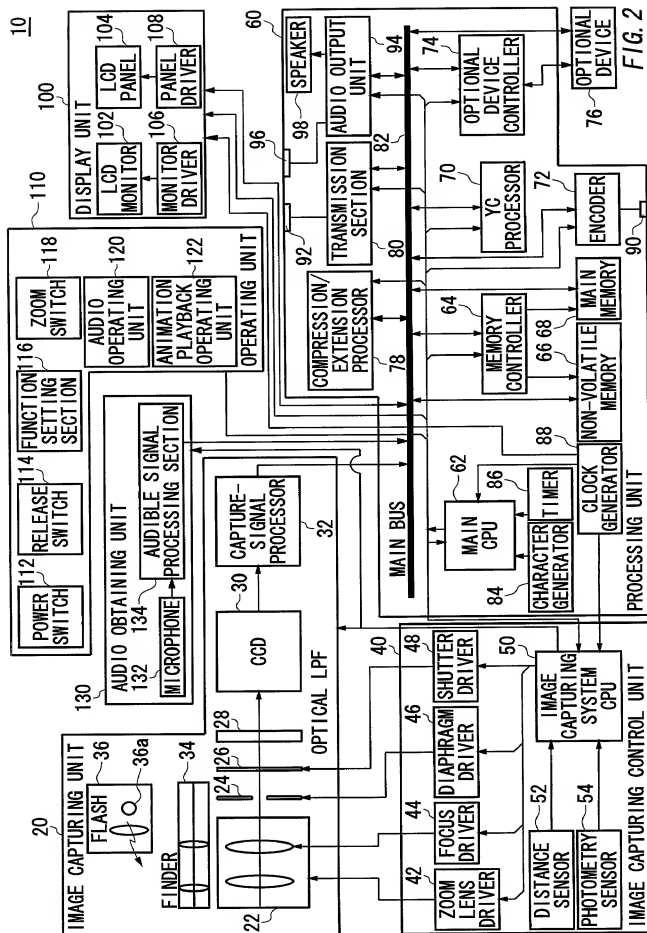 10
IMAGE CAPTURING UNIT
20
FLASH
36
36a
FINDER
34
22
24
26
28
OPTICAL LPF
CCD
30
CAPTURE-
SIGNAL
PROCESSOR
32
POWER
SWITCH
112
RELEASE
SWITCH
114
FUNCTION
SETTING
SECTION
116
ZOOM
SWITCH
118
AUDIO
OPERATING
UNIT
120
ANIMATION
PLAYBACK
OPERATING
UNIT
122
OPERATING UNIT
110
AUDIO OBTAINING UNIT
130
MICROPHONE
132
AUDIBLE SIGNAL
PROCESSING SECTION
134
DISPLAY UNIT
100
LCD
MONITOR
102
LCD
PANEL
104
MONITOR
DRIVER
106
PANEL
DRIVER
108
IMAGE CAPTURING CONTROL UNIT
40
ZOOM
LENS
DRIVER
42
FOCUS
DRIVER
44
DIAPHRAGM
DRIVER
46
SHUTTER
DRIVER
48
IMAGE
CAPTURING
SYSTEM
CPU
50
DISTANCE
SENSOR
52
PHOTOMETRY
SENSOR
54
PROCESSING UNIT
60
MAIN BUS
82
MAIN
CPU
62
CHARACTER
GENERATOR
84
TIMER
86
CLOCK
GENERATOR
88
MEMORY
CONTROLLER
64
NON-VOLATILE
MEMORY
66
MAIN
MEMORY
68
YC
PROCESSOR
70
ENCODER
72
90
OPTIONAL
DEVICE
CONTROLLER
74
OPTIONAL
DEVICE
76
COMPRESSION/
EXTENSION
PROCESSOR
78
TRANSMISSION
SECTION
80
92
AUDIO OUTPUT
UNIT
94
96
SPEAKER
98
FIG. 2